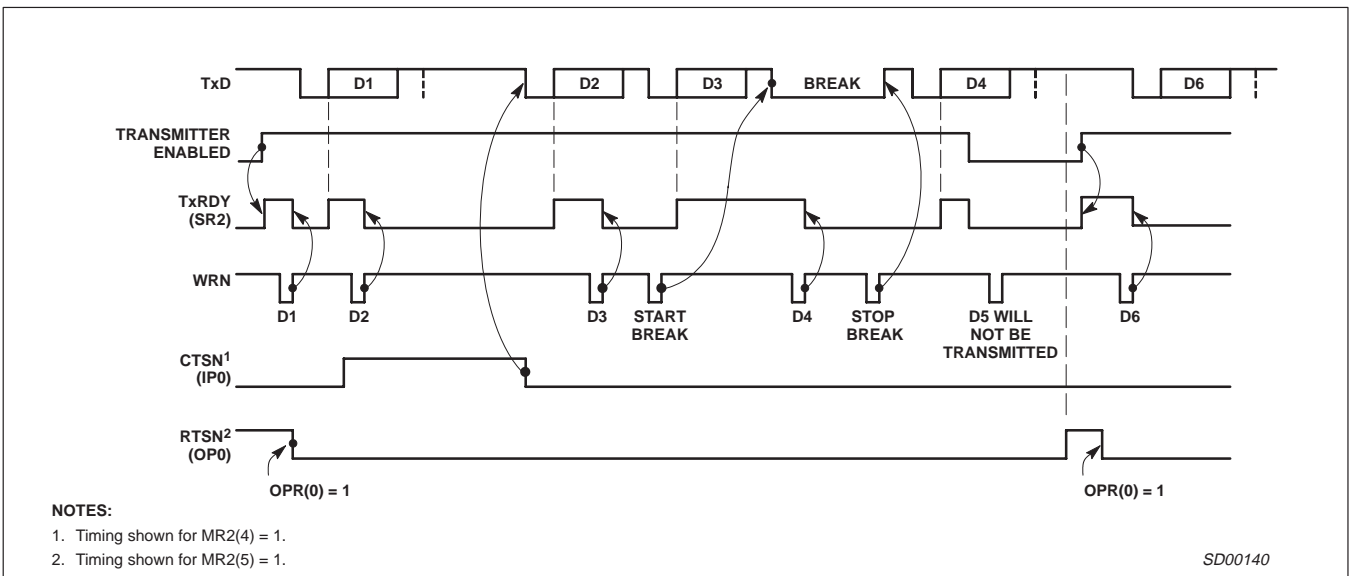 TxD
D1
D2
D3
BREAK
D4
D6
TRANSMITTER
ENABLED
TxRDY
(SR2)
WRN
D1
D2
D3
START
BREAK
D4
STOP
BREAK
D5 WILL
NOT BE
TRANSMITTED
D6
CTSN1
(IP0)
RTSN2
(OP0)
OPR(0) = 1
OPR(0) = 1
NOTES:
1. Timing shown for MR2(4) = 1.
2. Timing shown for MR2(5) = 1.
SD00140